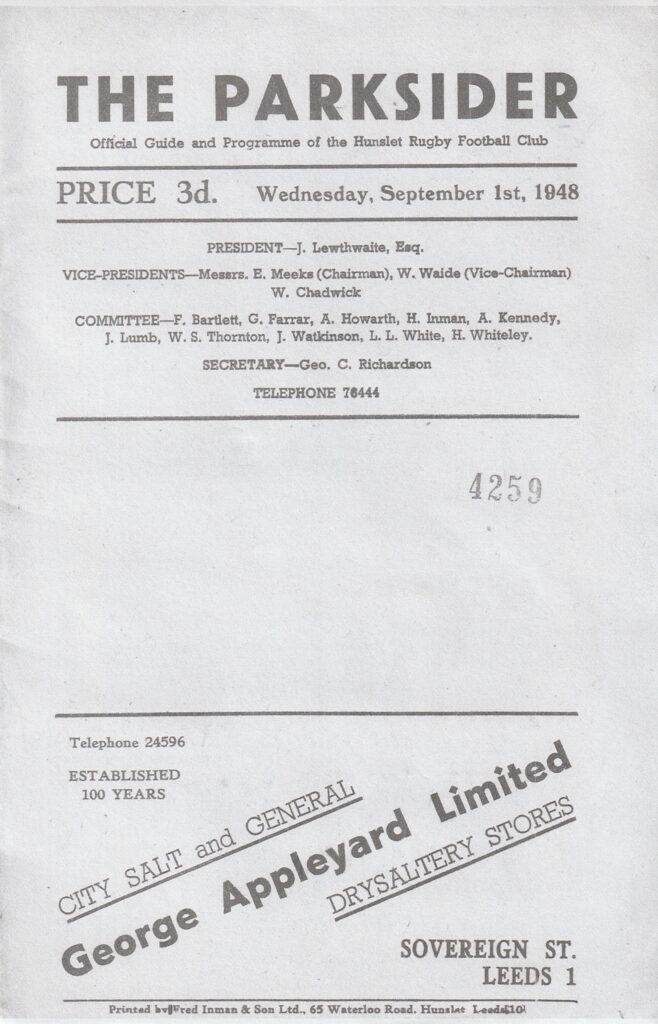 THE PARKSIDER
Official Guide and Programme of the Hunslet Rugby Football Club
PRICE 3d. Wednesday, September 1st, 1948
PRESIDENT—J. Lewthwaite, Esq.
VICE-PRESIDENTS—Messrs. E. Meeks (Chairman), W. Waide (Vice-Chairman)
W. Chadwick
COMMITTEE—F. Bartlett, G. Farrar, A. Howarth, H. Inman, A. Kennedy,
J. Lumb, W. S. Thornton, J. Watkinson, L. L. White, H. Whiteley.
SECRETARY—Geo. C. Richardson
TELEPHONE 76444
4259
Telephone 24596
ESTABLISHED
100 YEARS
CITY SALT and GENERAL
George Appleyard Limited
DRYSALTERY STORES
SOVEREIGN ST.
LEEDS 1
Printed by Fred Inman & Son Ltd., 65 Waterloo Road, Hunslet Leeds 10